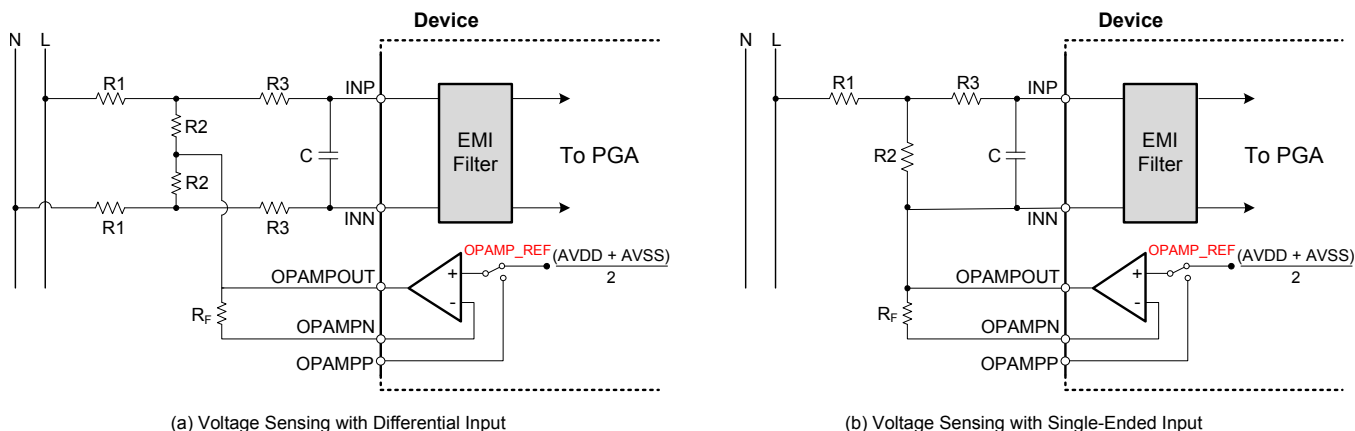 Device
N L
R1
R3
INP
R2
EMI
Filter
C
To PGA
R2
R1
R3
INN
OPAMP_REF
(AVDD + AVSS)
2
+
-
OPAMPOUT
RF
OPAMPN
OPAMPP
(a) Voltage Sensing with Differential Input
Device
N L
R1
R3
INP
R2
C
EMI
Filter
To PGA
INN
OPAMP_REF
(AVDD + AVSS)
2
+
-
OPAMPOUT
RF
OPAMPN
OPAMPP
(b) Voltage Sensing with Single-Ended Input